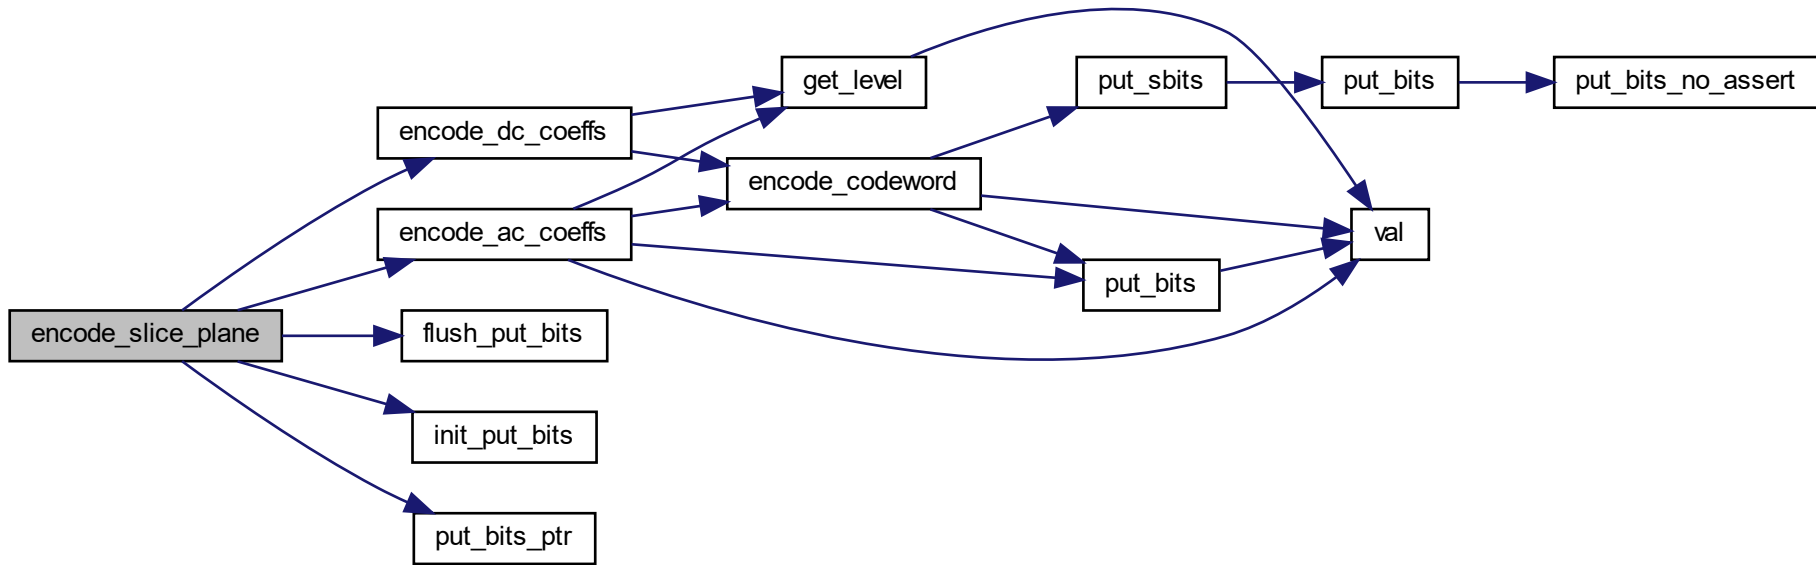 get_level
put_sbits
put_bits
put_bits_no_assert
encode_dc_coeffs
encode_codeword
encode_ac_coeffs
val
put_bits
encode_slice_plane
flush_put_bits
init_put_bits
put_bits_ptr